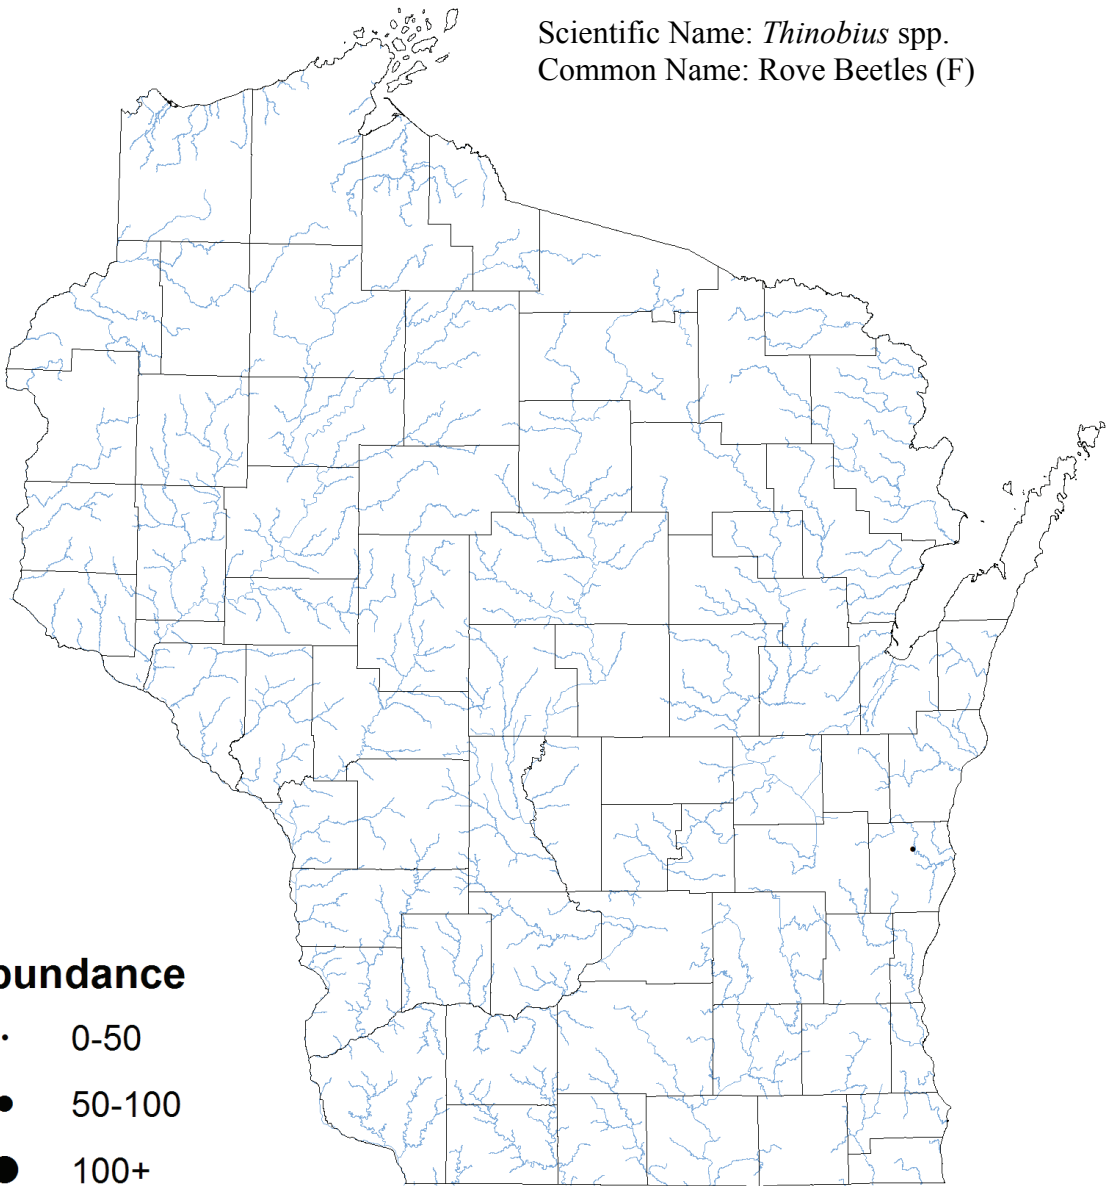 Scientific Name: Thinobius spp.
Common Name: Rove Beetles (F)
bundance
0-50
50-100
100+